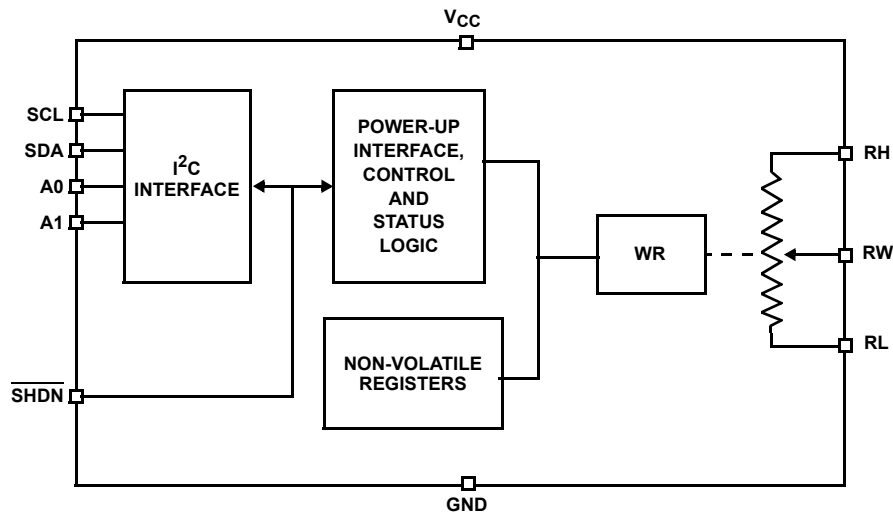 VCC
SCL
SDA
A0
A1
I2C
INTERFACE
POWER-UP
INTERFACE,
CONTROL
AND
STATUS
LOGIC
WR
RH
RW
RL
NON-VOLATILE
REGISTERS
SHDN
GND